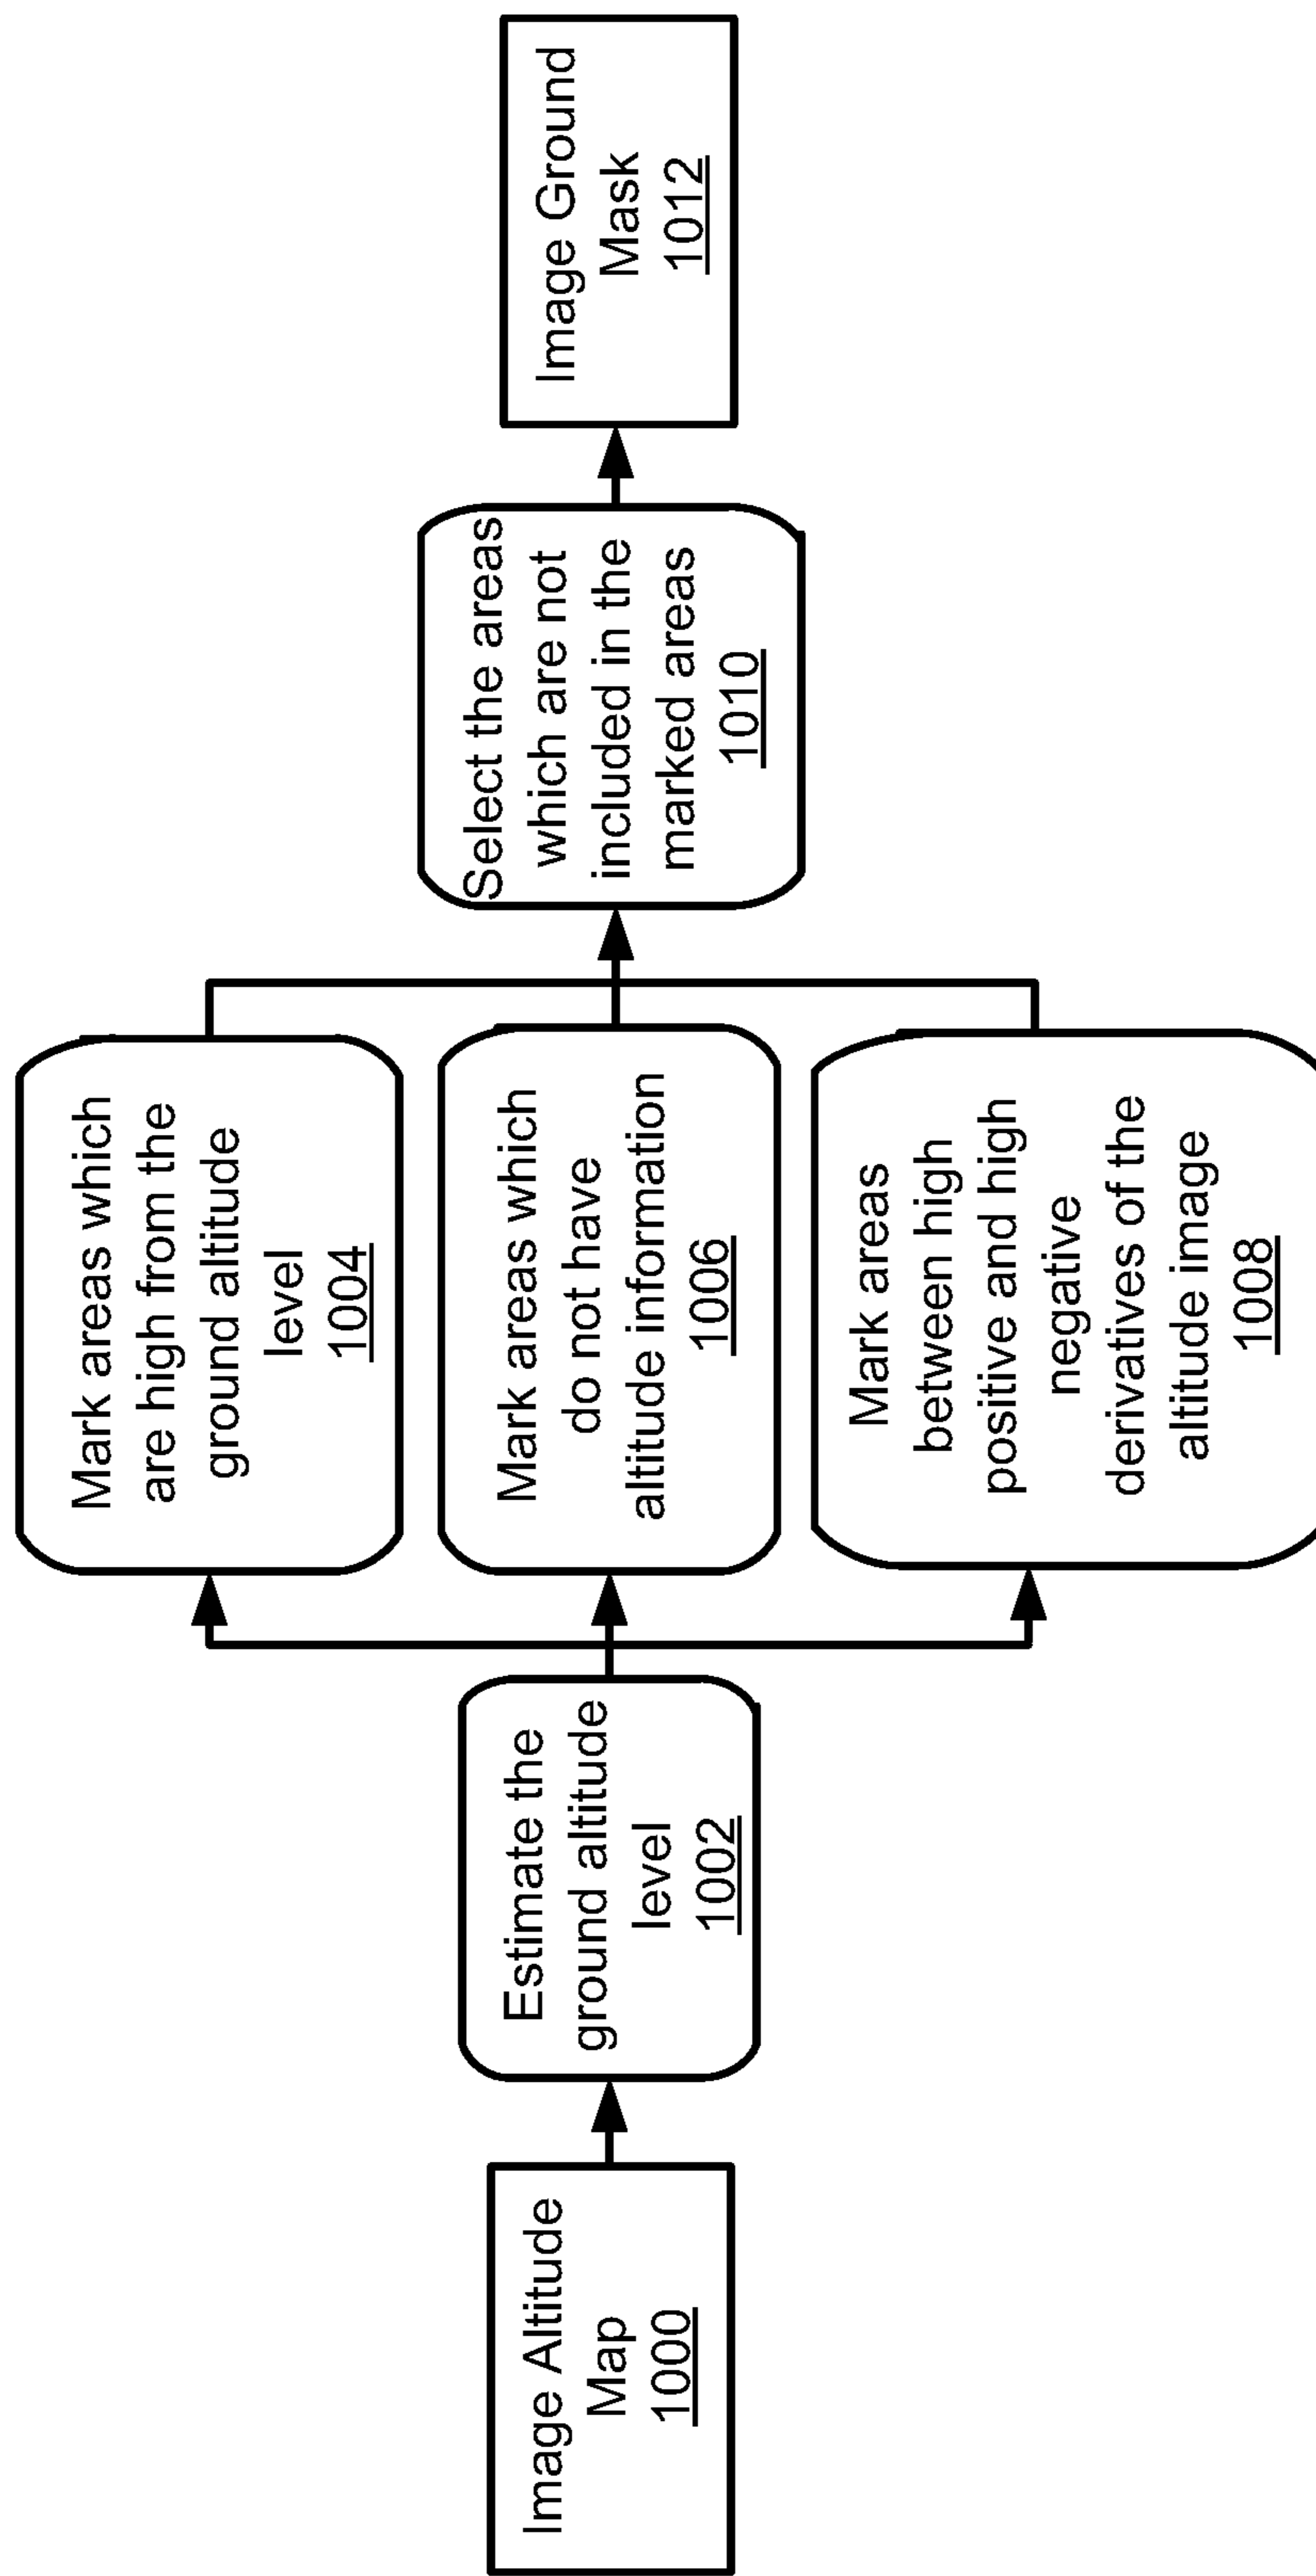 Image Altitude
Map
1000
Estimate the
ground altitude
level
1002
Mark areas which
are high from the
ground altitude
level
1004
Mark areas which
do not have
altitude information
1006
Mark areas
between high
positive and high
negative
derivatives of the
altitude image
1008
Select the areas
which are not
included in the
marked areas
1010
Image Ground
Mask
1012